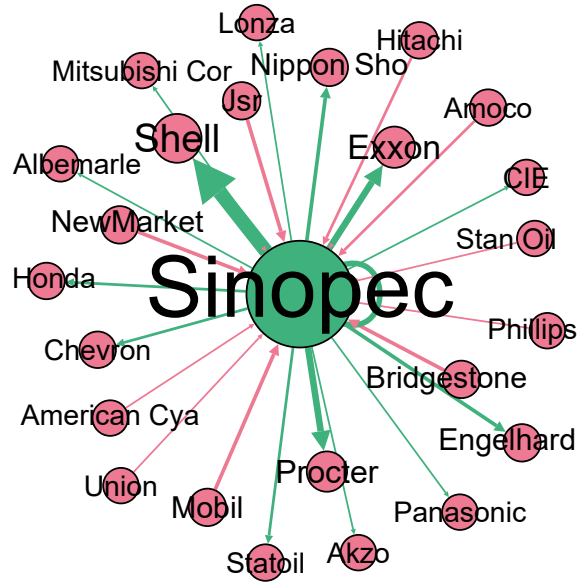 Lonza
Hitachi
Nippon Sho
Mitsubishi Cor
Jsr
Amoco
Shell
Exxon
Albemarle
CIE
NewMarket
Stan Oil
Honda
Sinopec
Phillips
Chevron
Bridgestone
American Cya
Engelhard
Union
Procter
Mobil
Panasonic
Statoil
Akzo